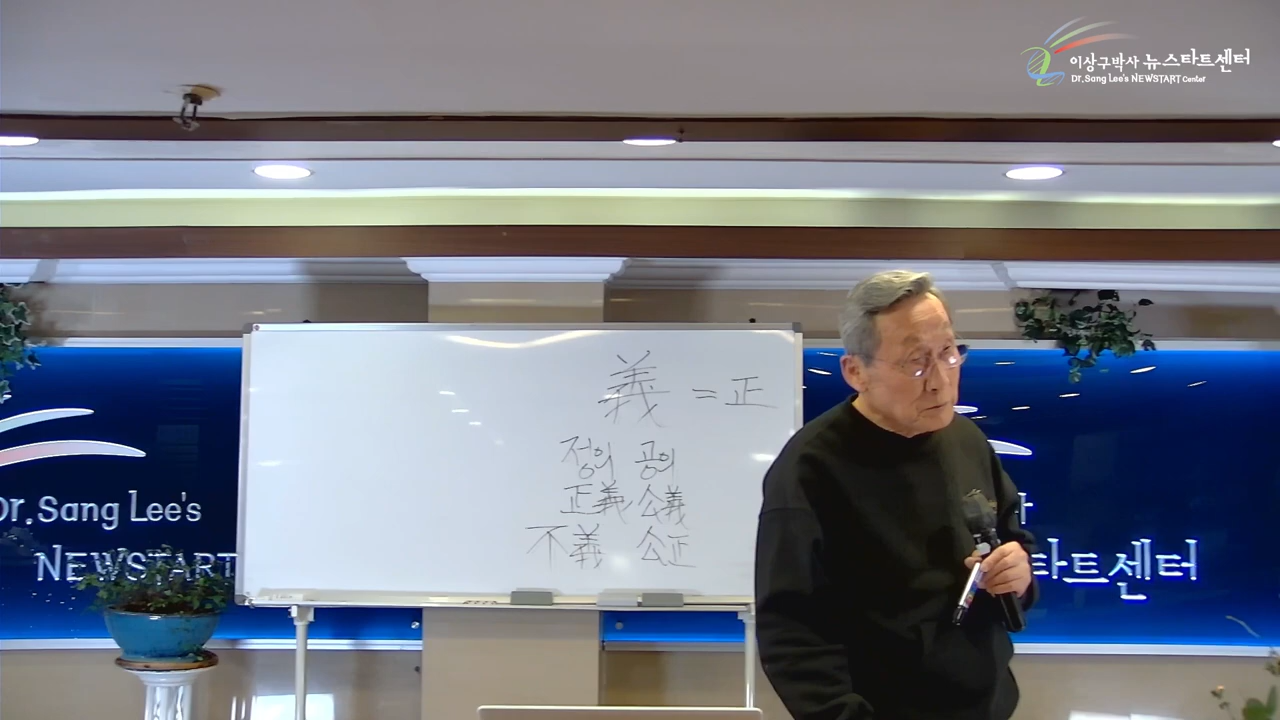 이상구박사 뉴스타트센터
Dr. Sang Lee's NEWSTART Center
義 = 正
정의 공의
正義 公義
不義 公正
Dr. Sang Lee's
NEWSTART
타트센터